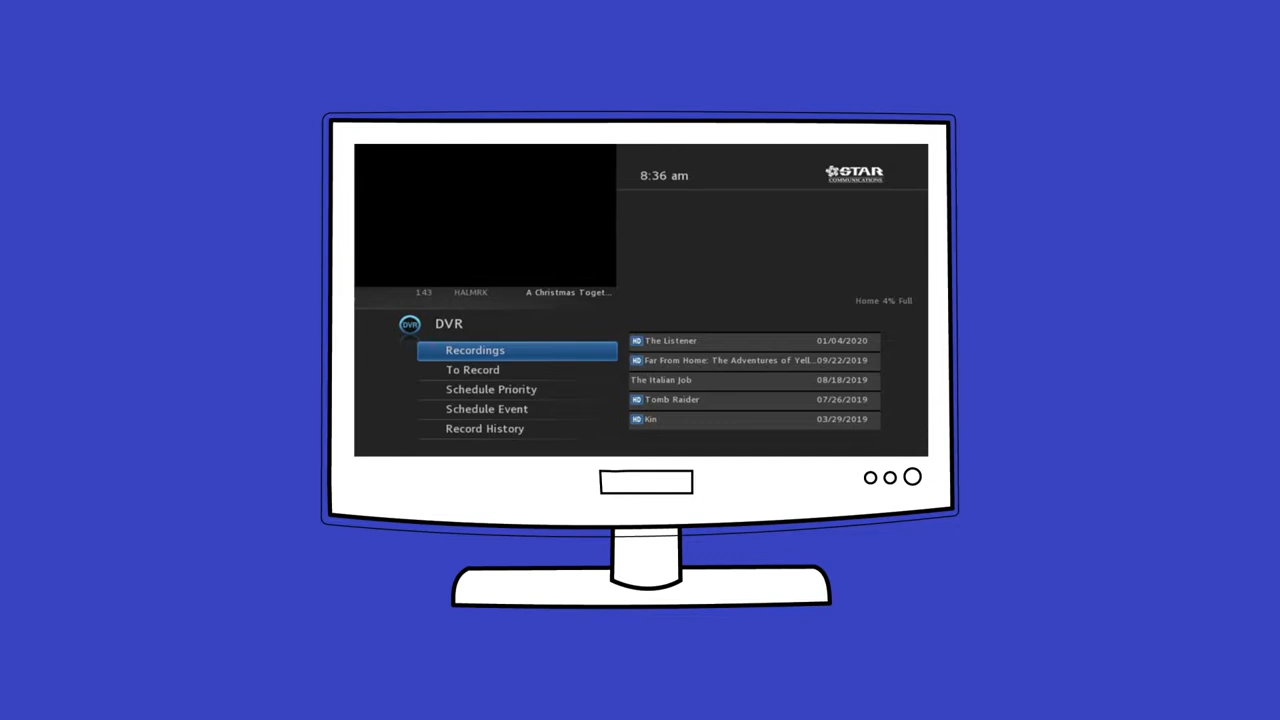 8:36 am
STAR
COMMUNICATIONS
143 HALMRK A Christmas Toget...
Home 4% Full
DVR
DVR
Recordings
To Record
Schedule Priority
Schedule Event
Record History
HD The Listener 01/04/2020
HD Far From Home: The Adventures of Yell... 09/22/2019
The Italian Job 08/18/2019
HD Tomb Raider 07/26/2019
HD Kin 03/29/2019